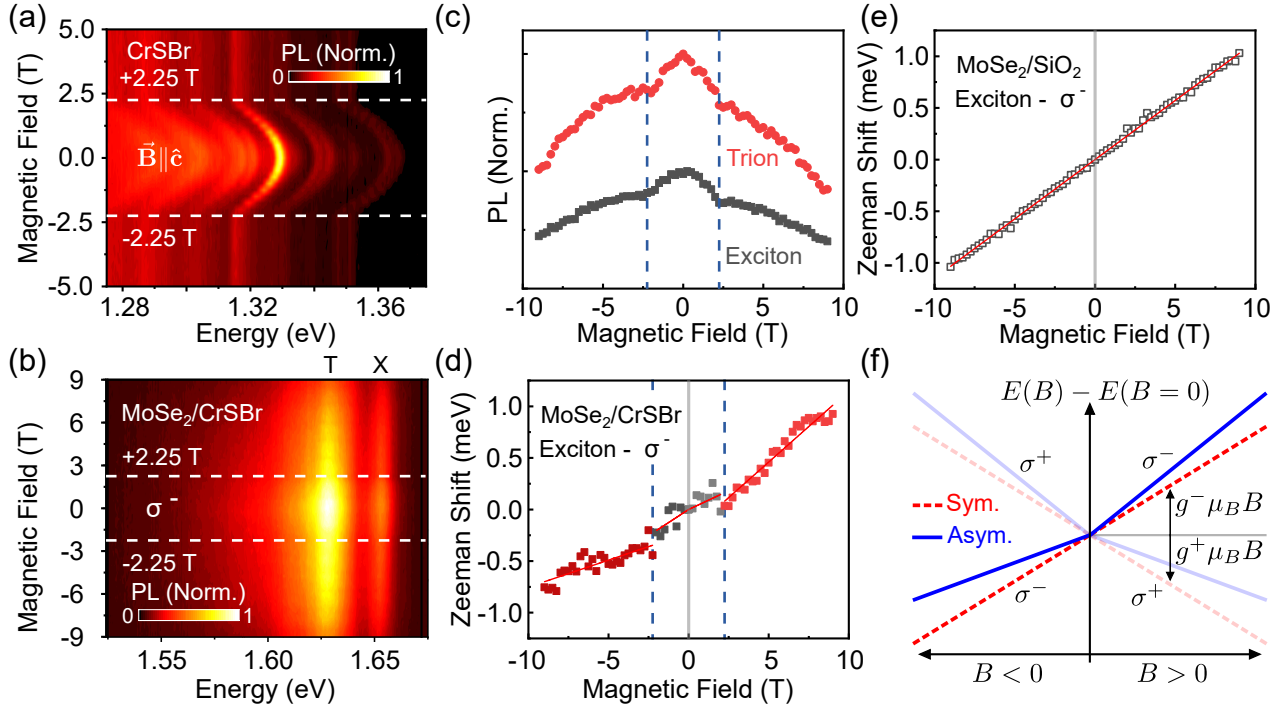 (a)
5.0
2.5
0.0
-2.5
5.0
Magnetic Field (T)
CrSBr
+2.25 T
PL (Norm.)
0 1
B⃗||ĉ
-2.25 T
1.28 1.32 1.36
Energy (eV)
(b)
T X
9
6
3
0
-3
-6
-9
Magnetic Field (T)
MoSe₂/CrSBr
+2.25 T
σ⁻
-2.25 T
PL (Norm.)
0 1
1.55 1.60 1.65
Energy (eV)
(c)
PL (Norm.)
Trion
Exciton
-10 -5 0 5 10
Magnetic Field (T)
(d)
1.0
0.5
0.0
-0.5
-1.0
Zeeman Shift (meV)
MoSe₂/CrSBr
Exciton - σ⁻
-10 -5 0 5 10
Magnetic Field (T)
(e)
1.0
0.5
0.0
-0.5
-1.0
Zeeman Shift (meV)
MoSe₂/SiO₂
Exciton - σ⁻
-10 -5 0 5 10
Magnetic Field (T)
(f)
E(B) − E(B = 0)
σ⁺ σ⁻
Sym.
Asym.
g⁻μ_B B
g⁺μ_B B
σ⁻ σ⁺
B < 0 B > 0